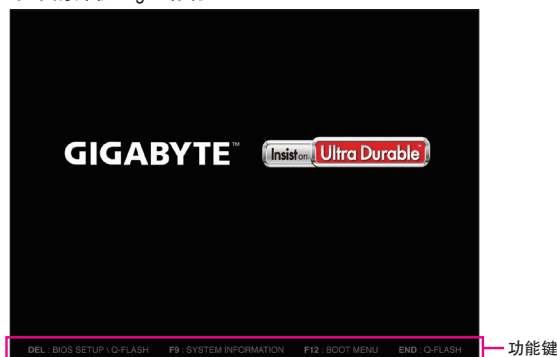 GIGABYTE™ Insist on Ultra Durable™
DEL : BIOS SETUP \ Q-FLASH F9 : SYSTEM INFORMATION F12 : BOOT MENU END : Q-FLASH
功能键